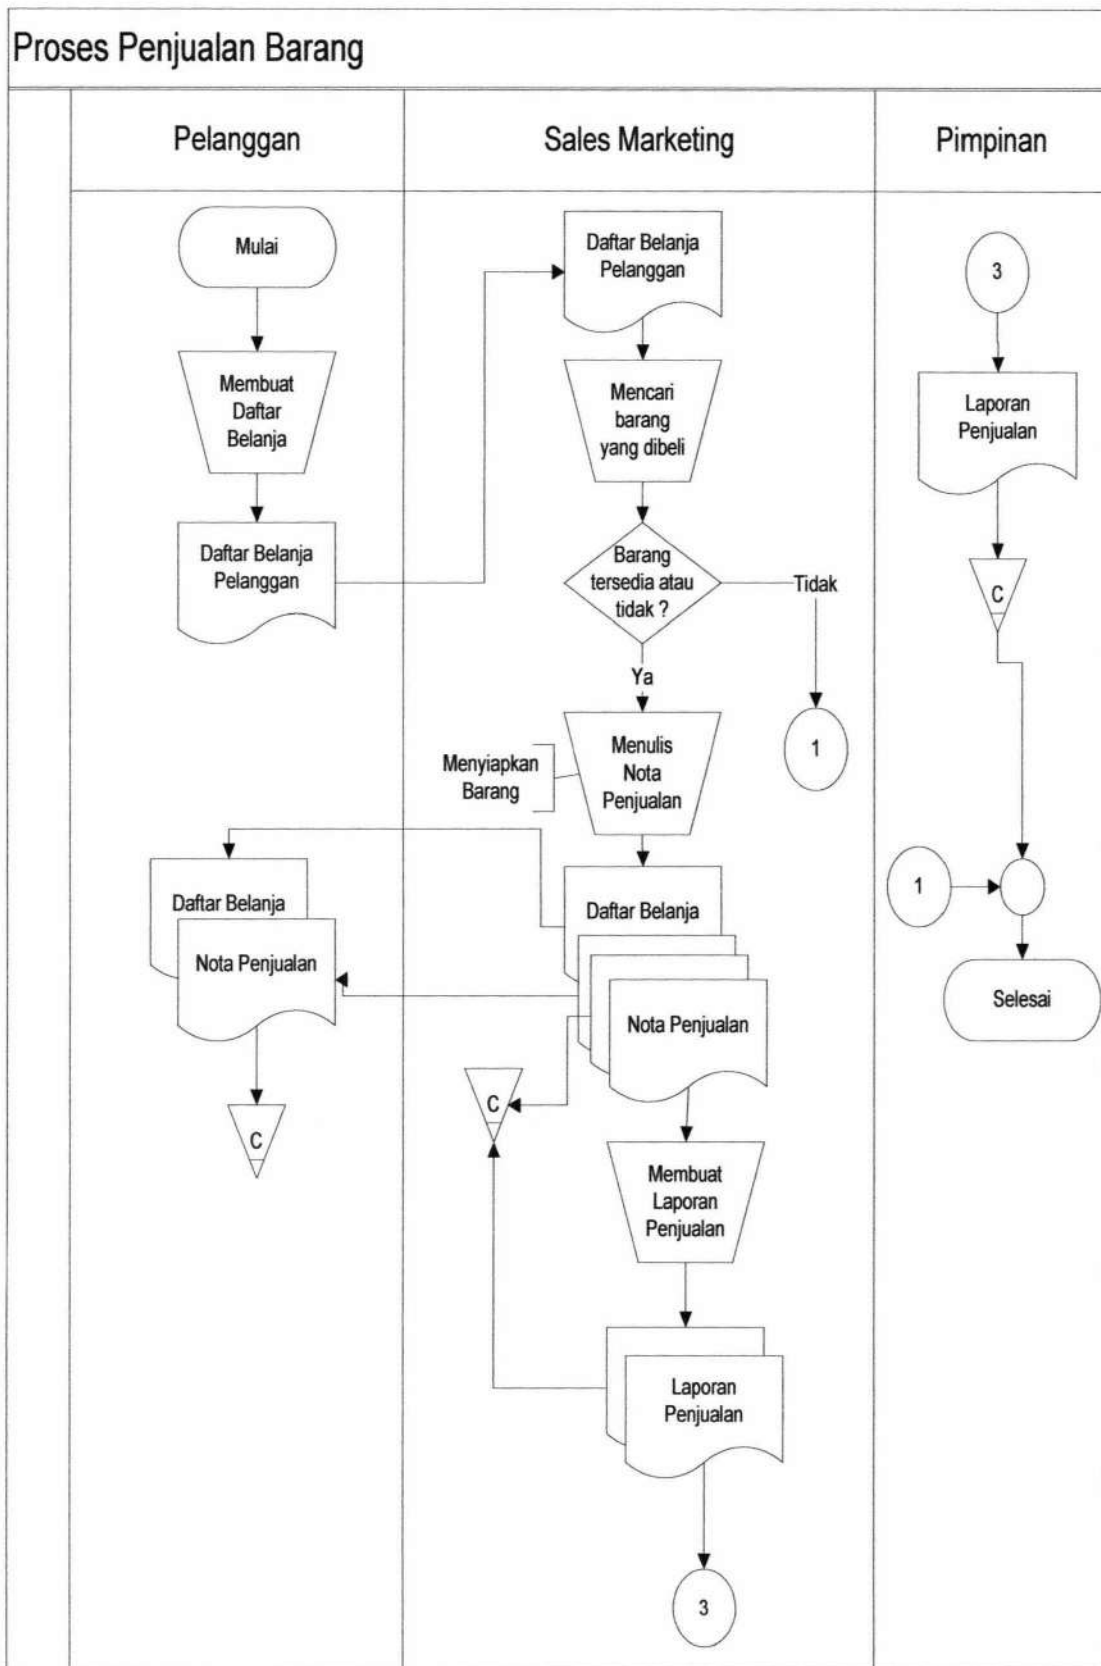 Proses Penjualan Barang
Pelanggan
Sales Marketing
Pimpinan
Mulai
Membuat
Daftar
Belanja
Daftar Belanja
Pelanggan
Daftar Belanja
Nota Penjualan
C
Daftar Belanja
Pelanggan
Mencari
barang
yang dibeli
Barang
tersedia atau
tidak ?
Tidak
Ya
1
Menyiapkan
Barang
Menulis
Nota
Penjualan
Daftar Belanja
Nota Penjualan
C
Membuat
Laporan
Penjualan
Laporan
Penjualan
3
3
Laporan
Penjualan
C
1
Selesai